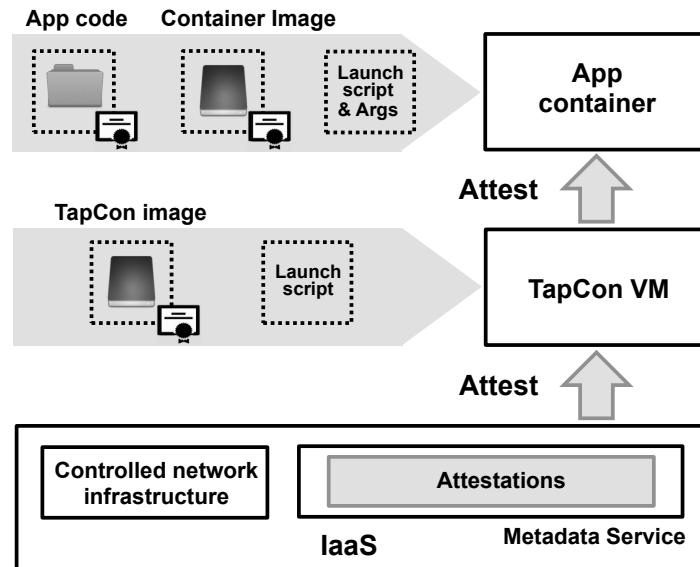 App code
Container Image
Launch
script
& Args
App
container
Attest
TapCon image
Launch
script
TapCon VM
Attest
Controlled network
infrastructure
Attestations
Metadata Service
IaaS